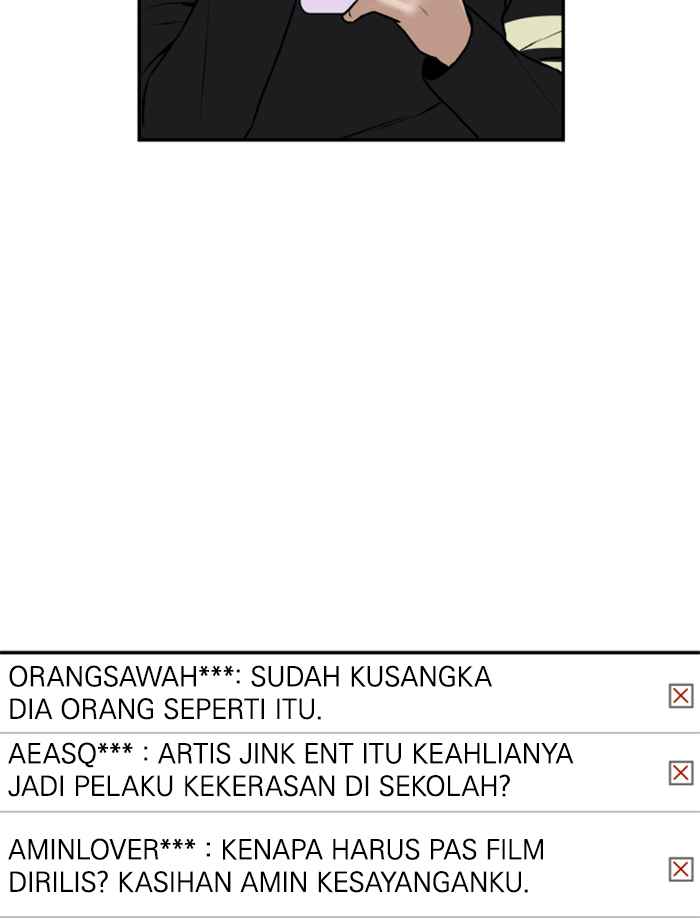 ORANGSAWAH***: SUDAH KUSANGKA
DIA ORANG SEPERTI ITU.
AEASQ*** : ARTIS JINK ENT ITU KEAHLIANYA
JADI PELAKU KEKERASAN DI SEKOLAH?
AMINLOVER*** : KENAPA HARUS PAS FILM
DIRILIS? KASIHAN AMIN KESAYANGANKU.